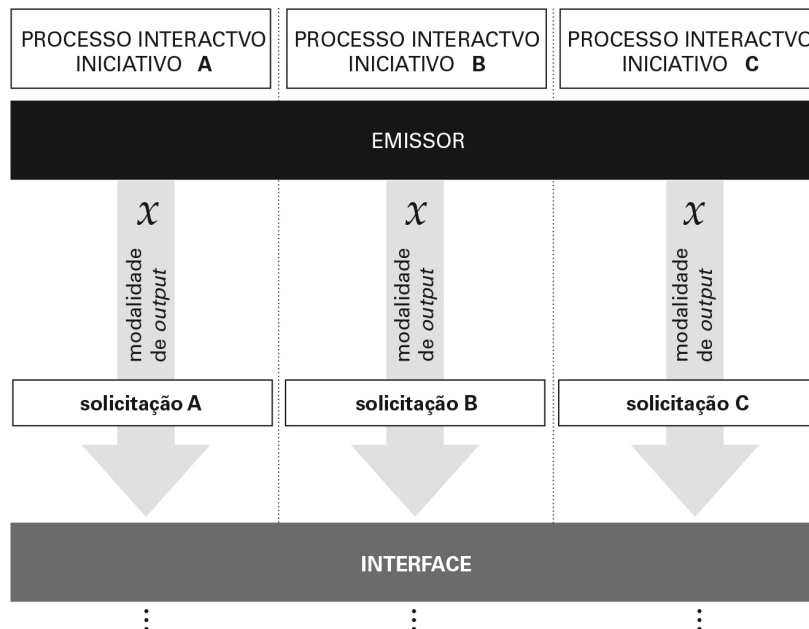 PROCESSO INTERACTVO
INICIATIVO A
PROCESSO INTERACTVO
INICIATIVO B
PROCESSO INTERACTVO
INICIATIVO C
EMISSOR
x
modalidade
de output
x
modalidade
de output
x
modalidade
de output
solicitação A
solicitação B
solicitação C
INTERFACE